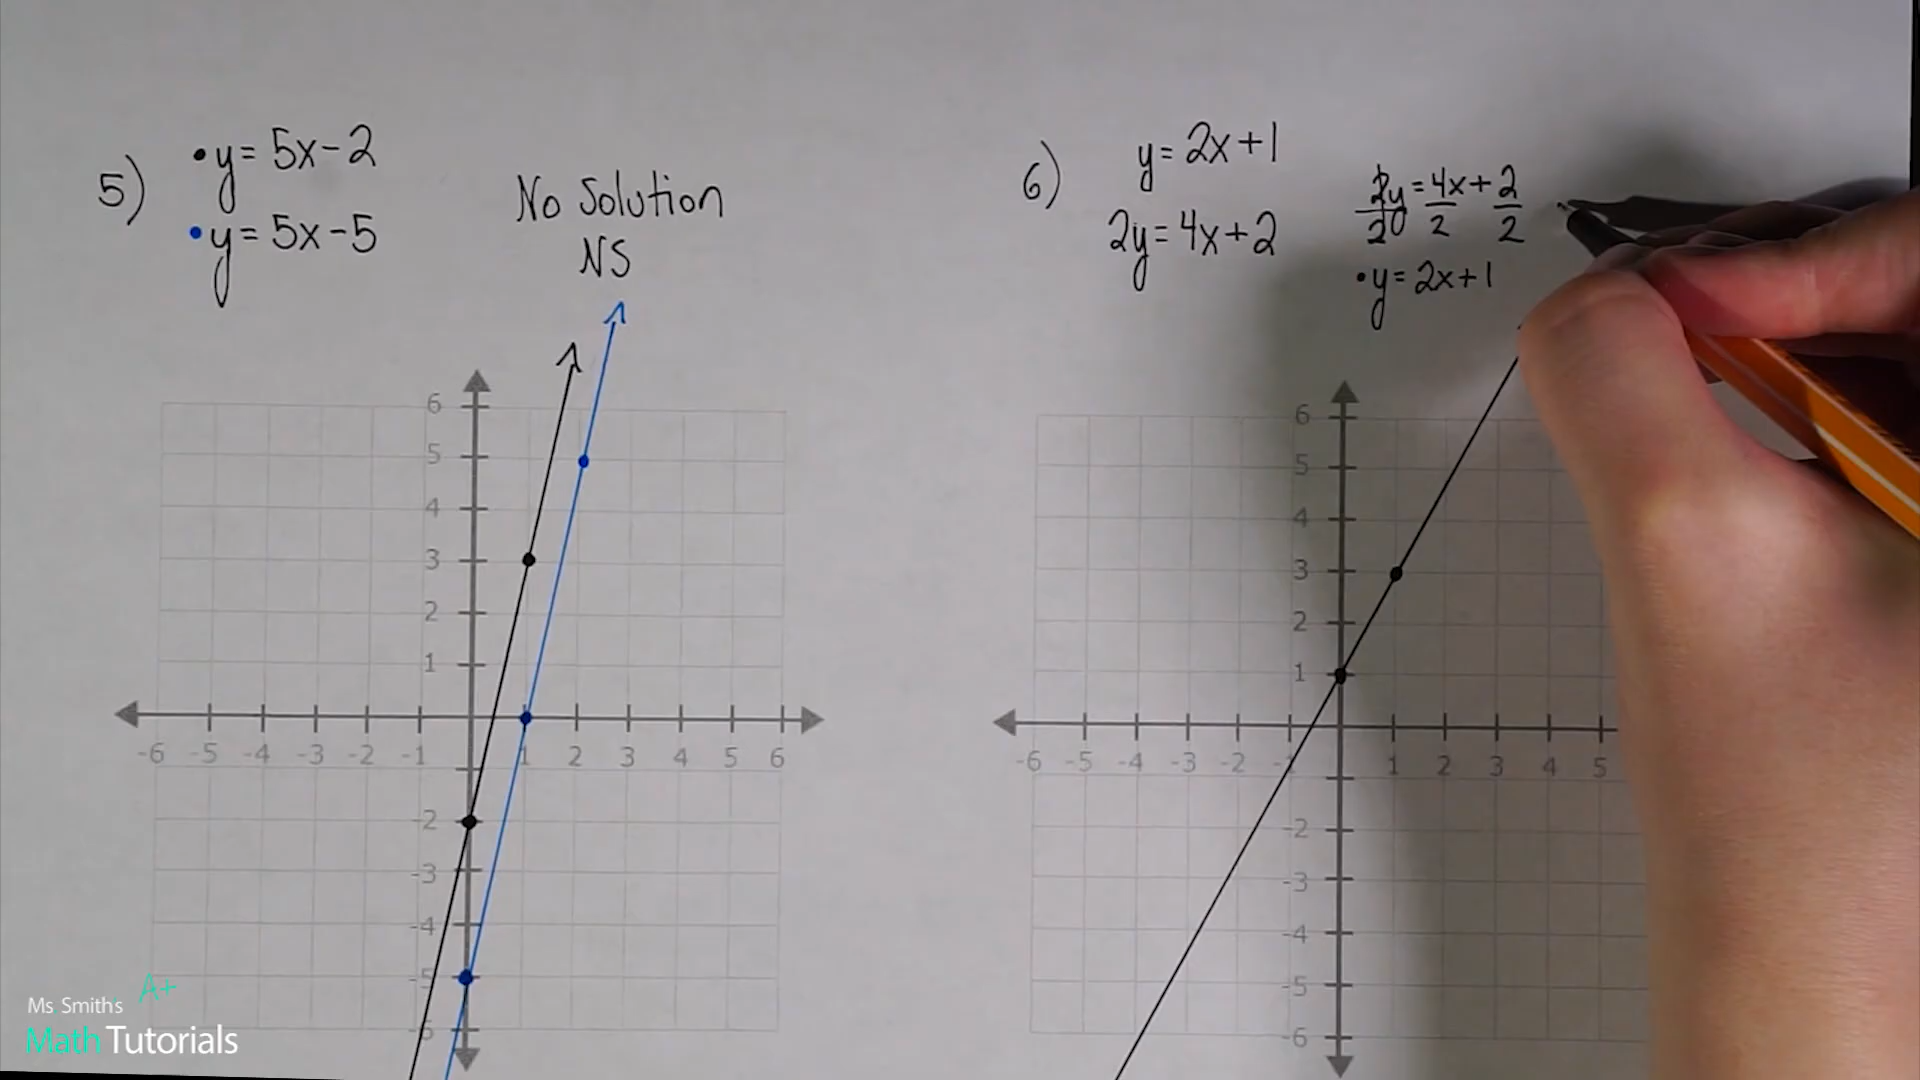 5)
y = 5x - 2
y = 5x - 5
No Solution
NS
6 5 4 3 2 1
-6 -5 -4 -3 -2 -1 1 2 3 4 5 6
-2 -3 -4 -5 -6
6)
y = 2x + 1
2y = 4x + 2
2y = 4x + 2
2 2 2
y = 2x + 1
6 5 4 3 2 1
-6 -5 -4 -3 -2 -1 1 2 3 4 5
-2 -3 -4 -5 -6
Ms Smith's A+
Math Tutorials